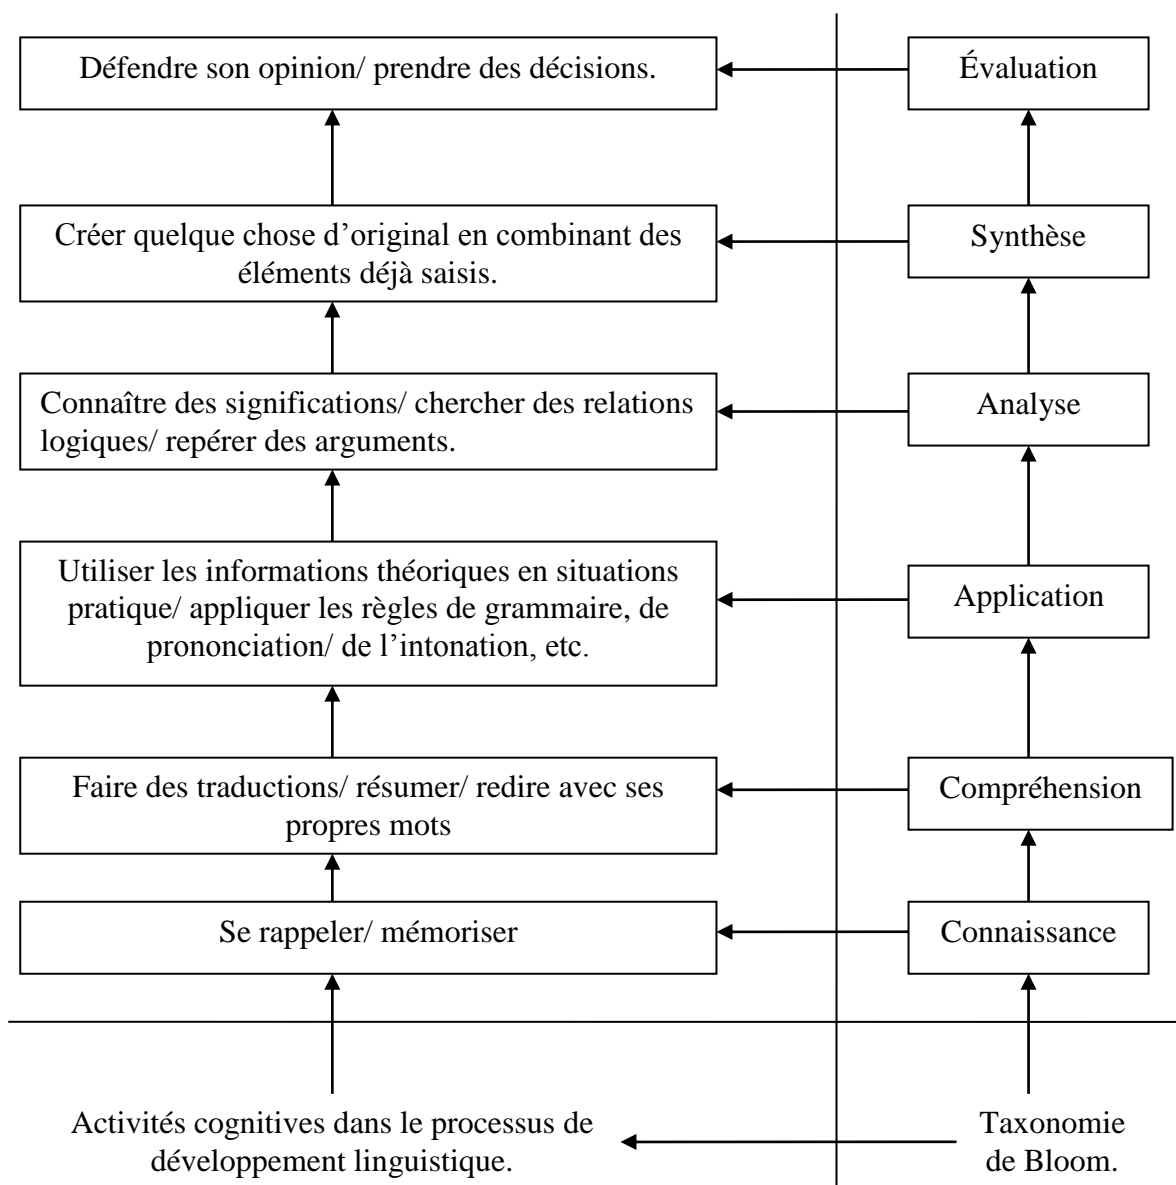 Défendre son opinion/ prendre des décisions.
Évaluation
Créer quelque chose d’original en combinant des
éléments déjà saisis.
Synthèse
Connaître des significations/ chercher des relations
logiques/ repérer des arguments.
Analyse
Utiliser les informations théoriques en situations
pratique/ appliquer les règles de grammaire, de
prononciation/ de l’intonation, etc.
Application
Faire des traductions/ résumer/ redire avec ses
propres mots
Compréhension
Se rappeler/ mémoriser
Connaissance
Activités cognitives dans le processus de
développement linguistique.
Taxonomie
de Bloom.